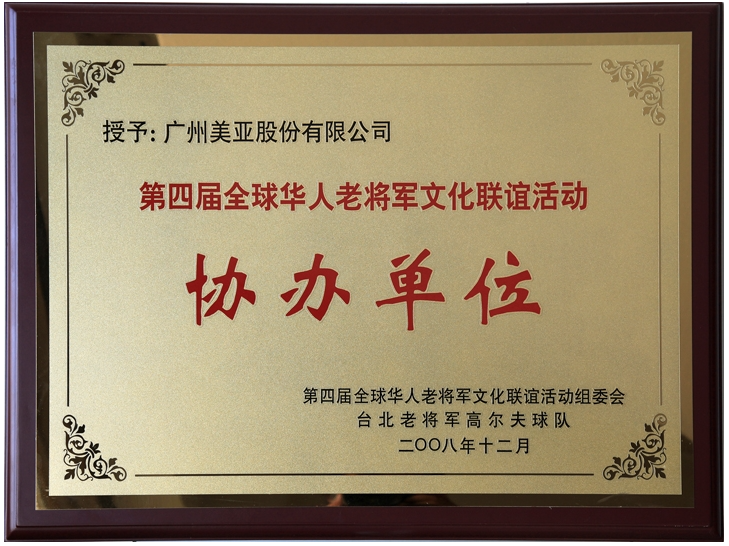 授予: 广州美亚股份有限公司
第四届全球华人老将军文化联谊活动
协办单位
第四届全球华人老将军文化联谊活动组委会
台北老将军高尔夫球队
二〇〇八年十二月